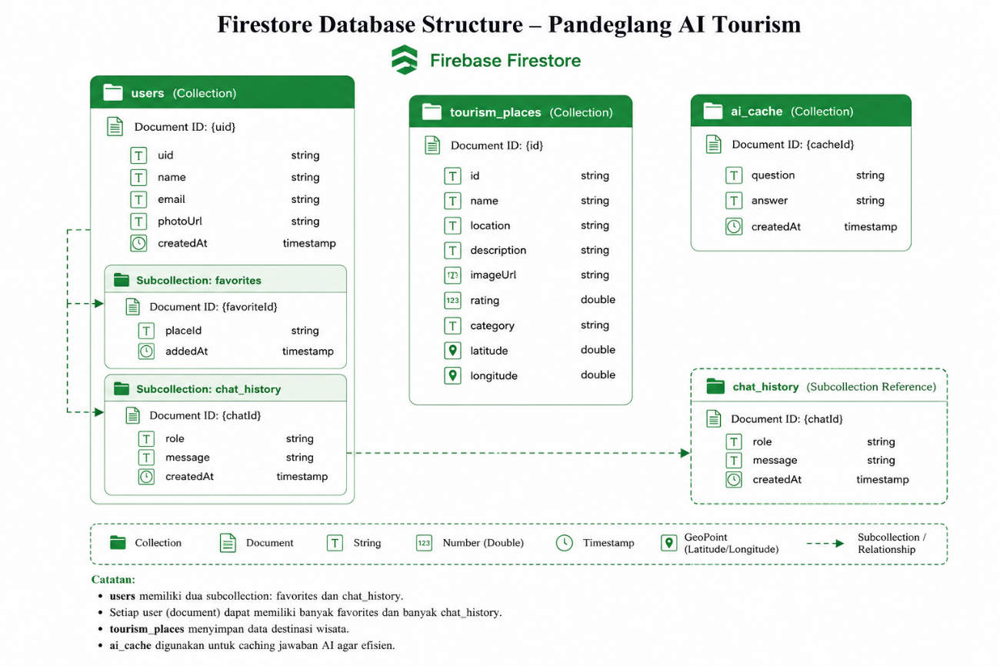 Firestore Database Structure – Pandeglang AI Tourism
Firebase Firestore
users (Collection)
Document ID: {uid}
T uid string
T name string
T email string
T photoUrl string
createdAt timestamp
Subcollection: favorites
Document ID: {favoriteId}
T placeId string
addedAt timestamp
Subcollection: chat_history
Document ID: {chatId}
T role string
T message string
createdAt timestamp
tourism_places (Collection)
Document ID: {id}
T id string
T name string
T location string
T description string
imageUrl string
123 rating double
T category string
latitude double
longitude double
ai_cache (Collection)
Document ID: {cacheId}
T question string
T answer string
createdAt timestamp
chat_history (Subcollection Reference)
Document ID: {chatId}
T role string
T message string
createdAt timestamp
Collection
Document
T String
123 Number (Double)
Timestamp
GeoPoint
(Latitude/Longitude)
Subcollection /
Relationship
Catatan:
• users memiliki dua subcollection: favorites dan chat_history.
• Setiap user (document) dapat memiliki banyak favorites dan banyak chat_history.
• tourism_places menyimpan data destinasi wisata.
• ai_cache digunakan untuk caching jawaban AI agar efisien.